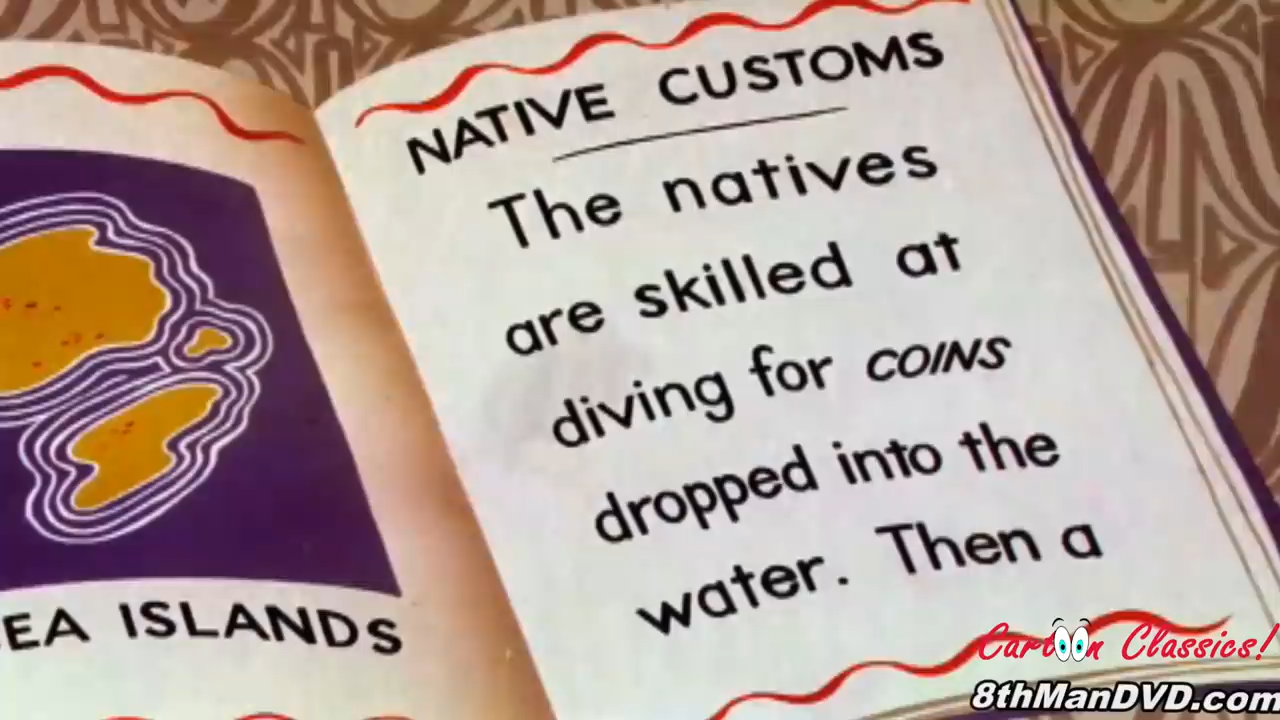 EA ISLANDS
NATIVE CUSTOMS
The natives
are skilled at
diving for COINS
dropped into the
water. Then a
Cartoon Classics!
8thManDVD.com